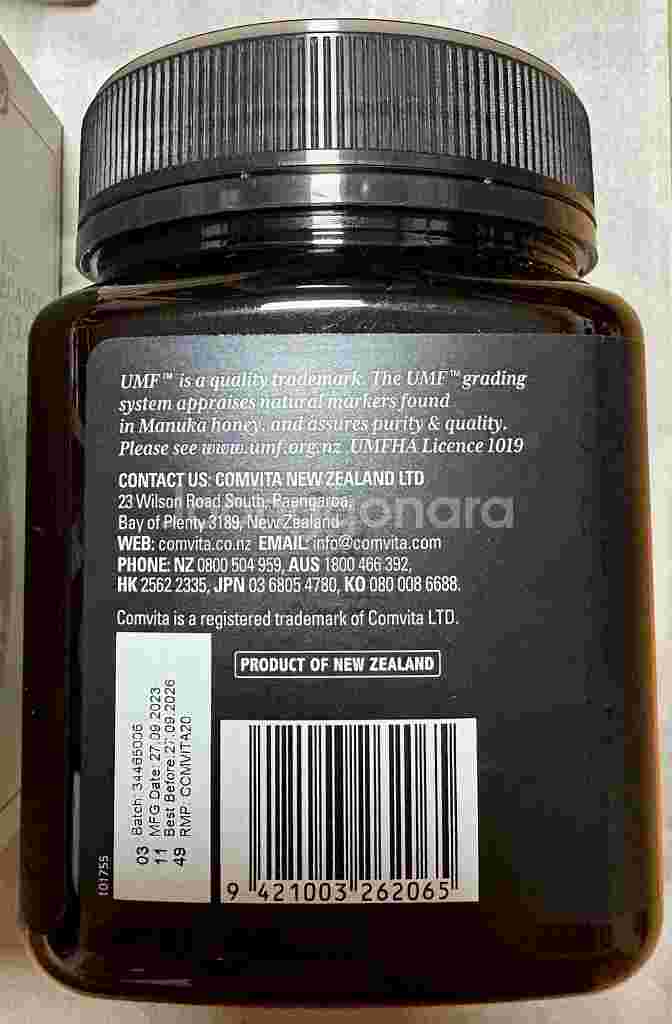 UMF™ is a quality trademark. The UMF™ grading
system appraises natural markers found
in Manuka honey, and assures purity & quality.
Please see www.umf.org.nz UMFHA Licence 1019
CONTACT US: COMVITA NEW ZEALAND LTD
23 Wilson Road South, Paengaroa,
Bay of Plenty 3189, New Zealand
WEB: comvita.co.nz EMAIL: info@comvita.com
PHONE: NZ 0800 504 959, AUS 1800 466 392,
HK 2562 2335, JPN 03 6805 4780, KO 080 008 6688.
Comvita is a registered trademark of Comvita LTD.
PRODUCT OF NEW ZEALAND
03 Batch: 34465006
11 MFG Date: 27.09.2023
Best Before: 27.09.2026
49 RMP: CCMVITA20
101755
9 421003 262065